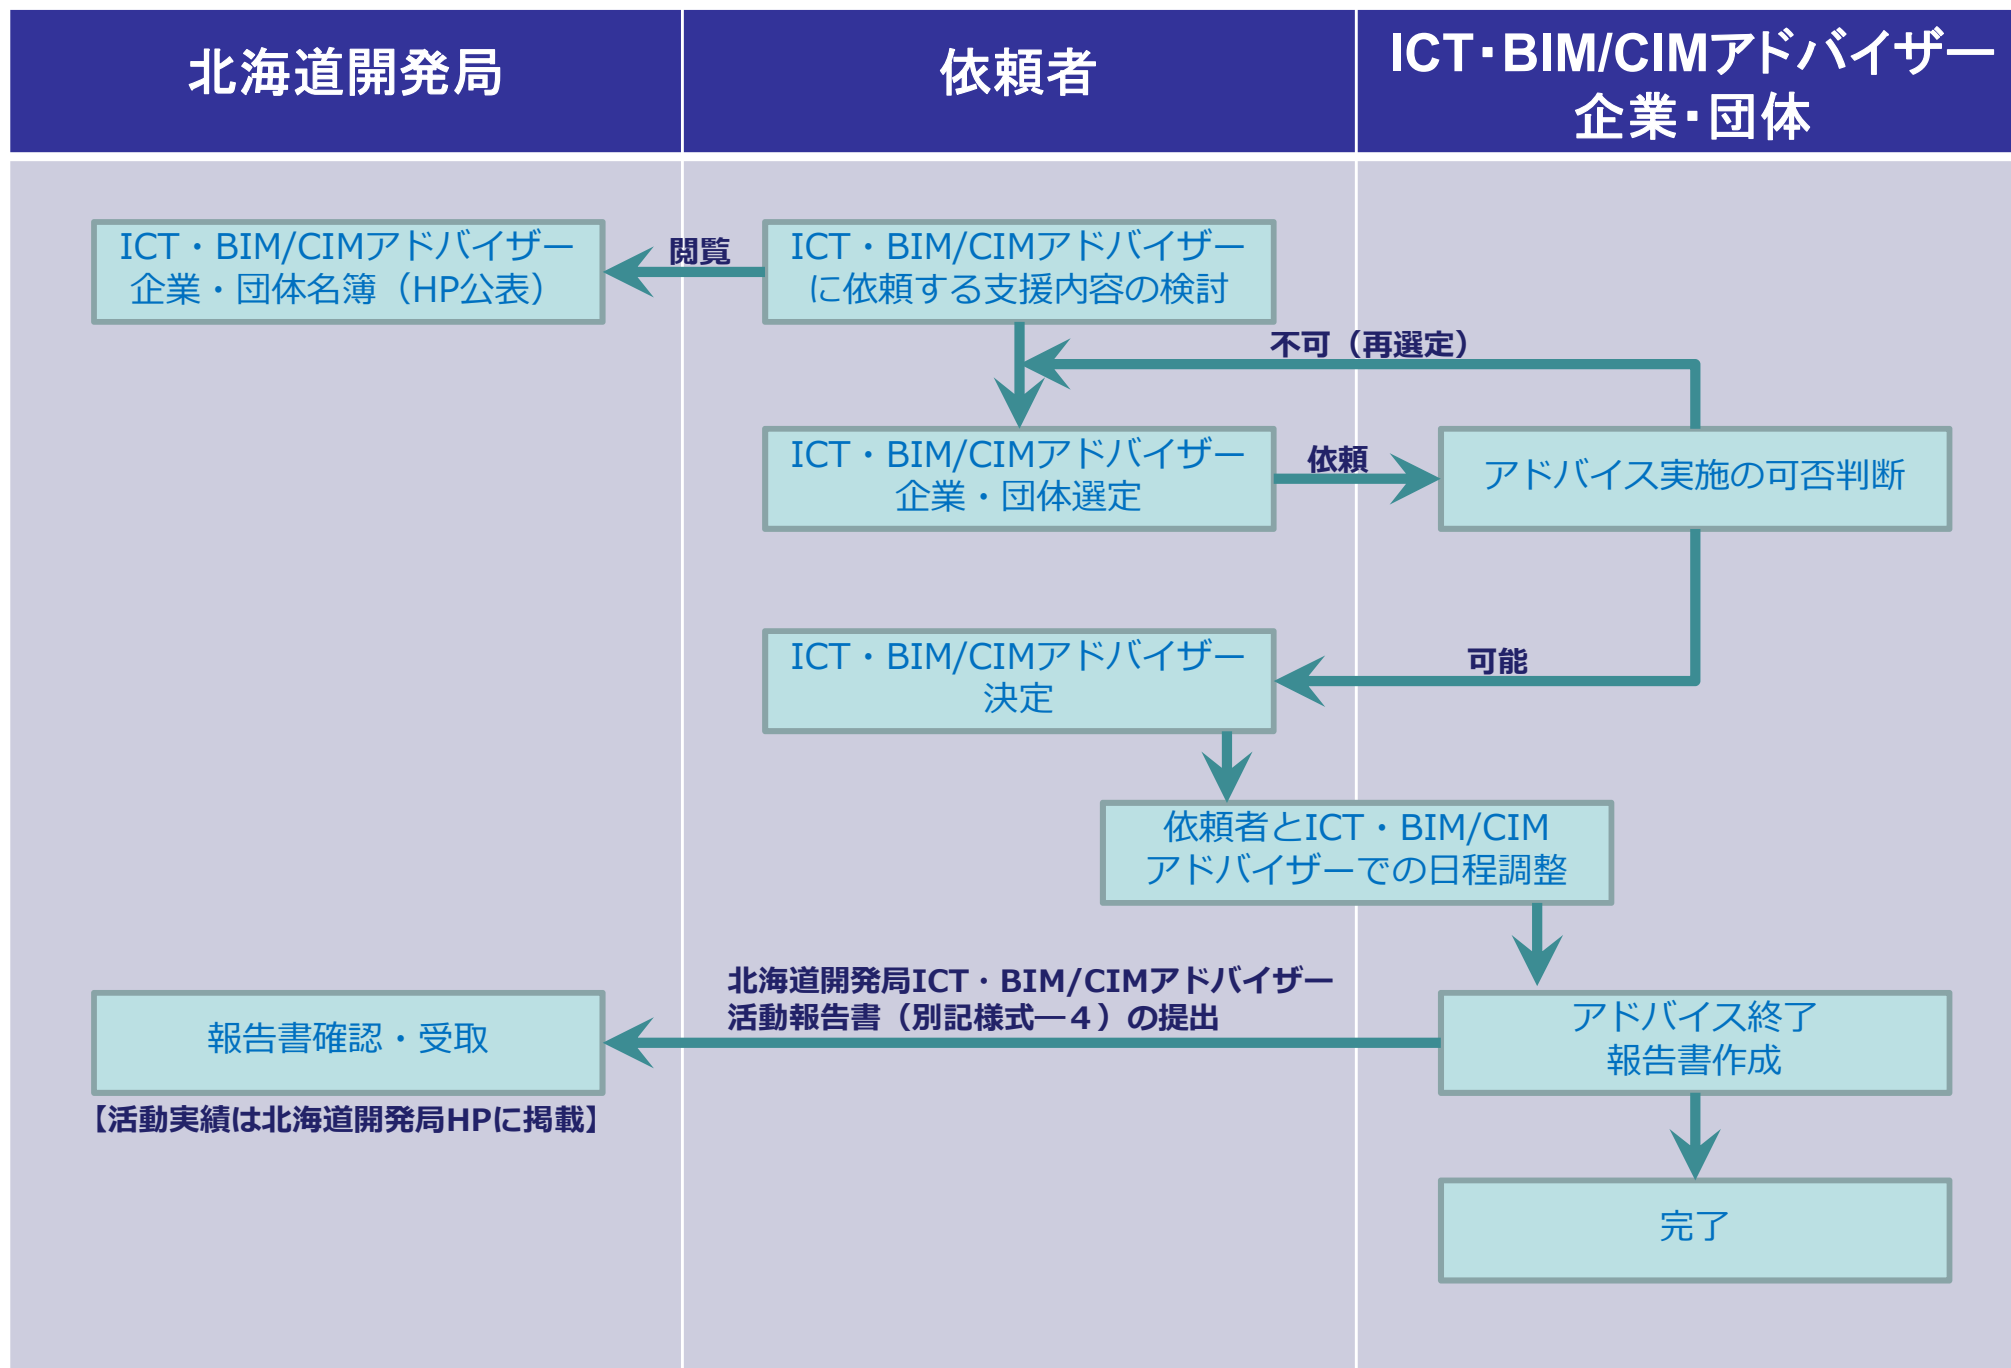 北海道開発局
依頼者
ICT・BIM/CIMアドバイザー
企業・団体
ICT・BIM/CIMアドバイザー
企業・団体名簿（HP公表）
閲覧
ICT・BIM/CIMアドバイザー
に依頼する支援内容の検討
不可（再選定）
ICT・BIM/CIMアドバイザー
企業・団体選定
依頼
アドバイス実施の可否判断
ICT・BIM/CIMアドバイザー
決定
可能
依頼者とICT・BIM/CIM
アドバイザーでの日程調整
北海道開発局ICT・BIM/CIMアドバイザー
活動報告書（別記様式―４）の提出
報告書確認・受取
【活動実績は北海道開発局HPに掲載】
アドバイス終了
報告書作成
完了